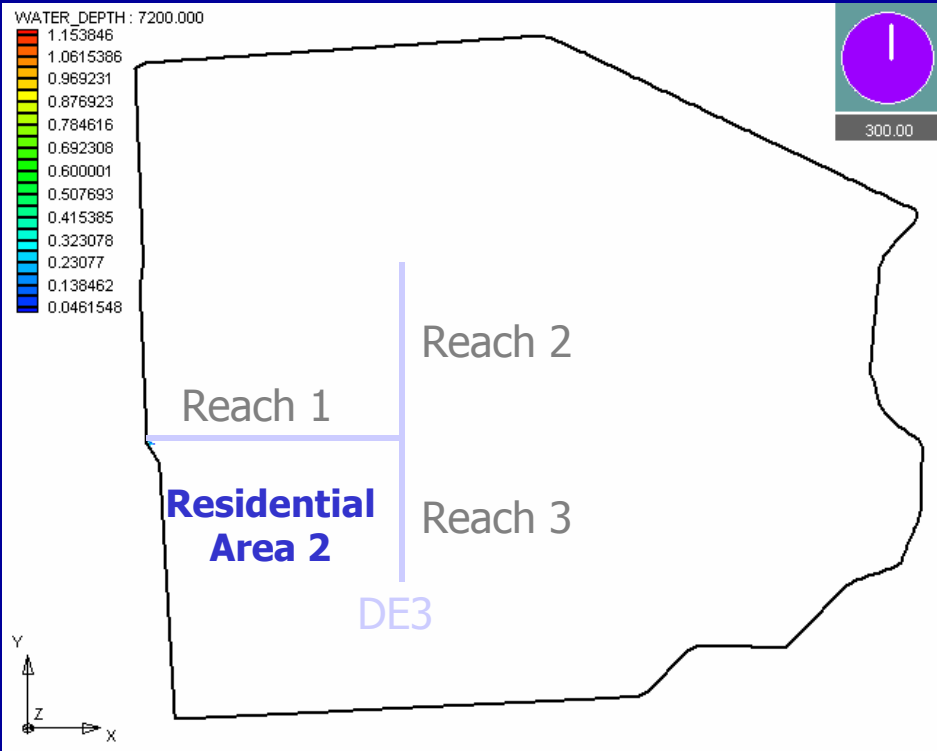 WATER_DEPTH : 7200.000
1.153846
1.0615386
0.969231
0.876923
0.784616
0.692308
0.600001
0.507693
0.415385
0.323078
0.23077
0.138462
0.0461548
300.00
Reach 2
Reach 1
Residential
Area 2
Reach 3
DE3
Y
Z
X